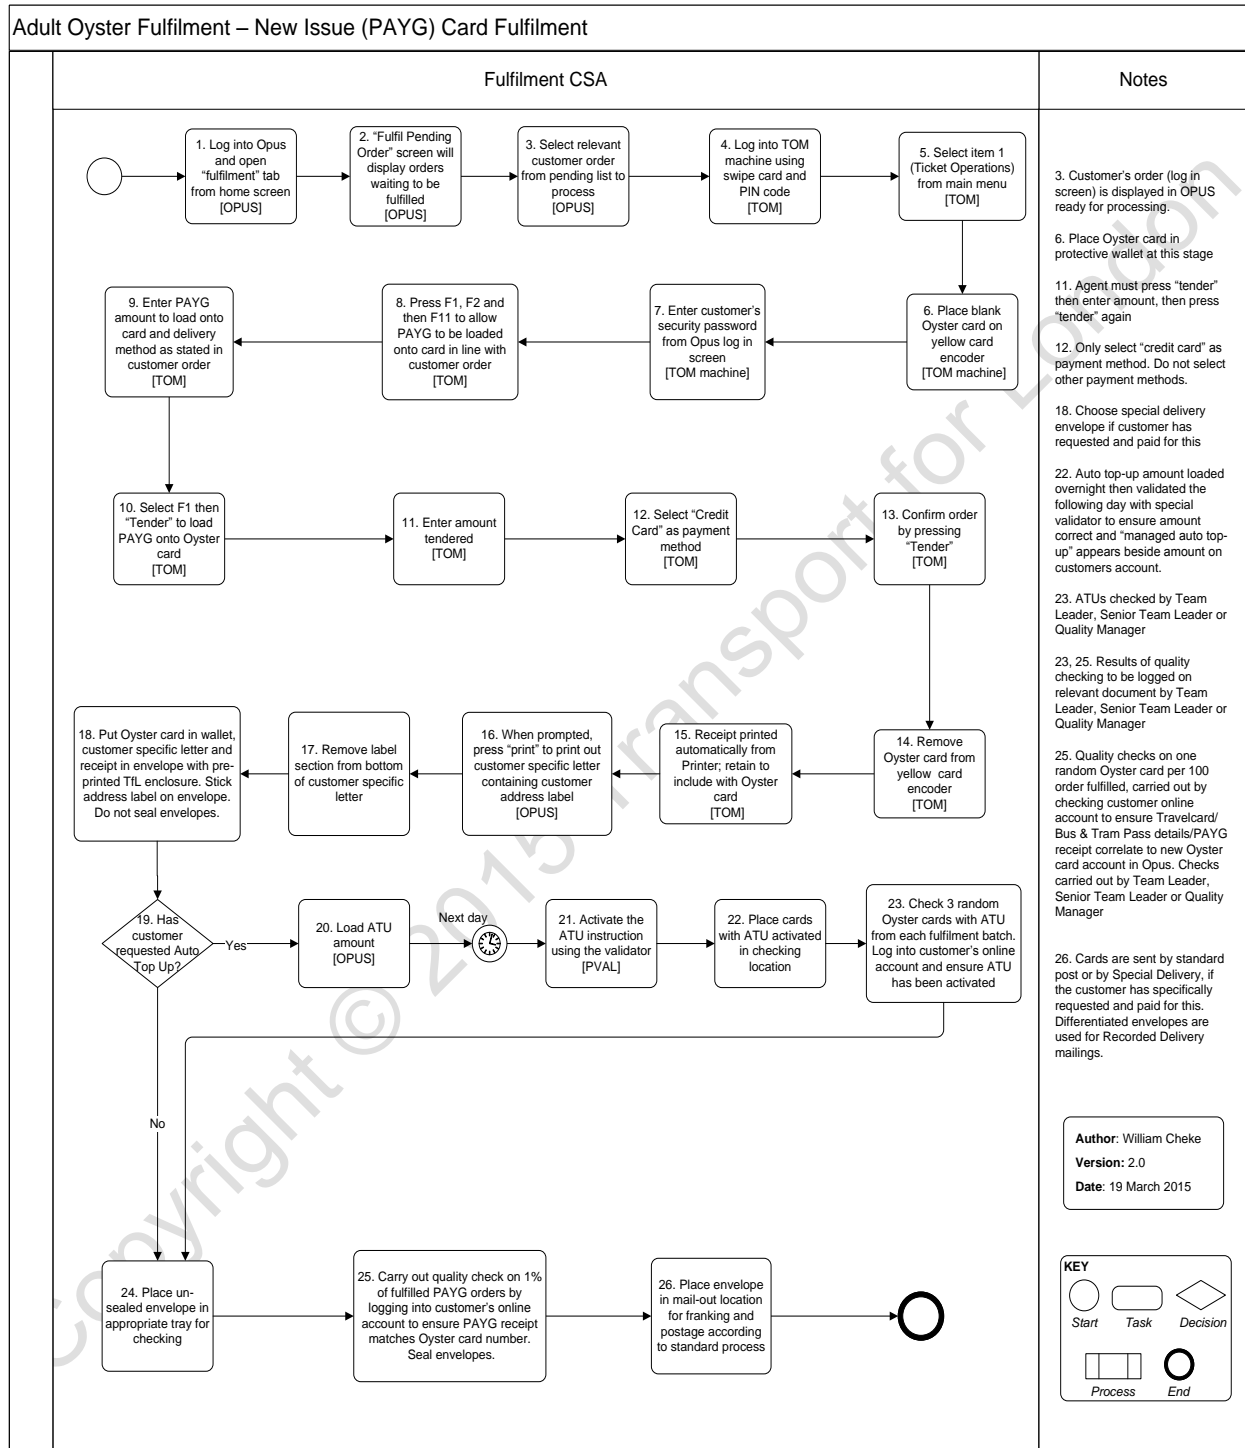 Adult Oyster Fulfilment – New Issue (PAYG) Card Fulfilment
Fulfilment CSA
Notes
1. Log into Opus
and open
“fulfilment” tab
from home screen
[OPUS]
2. “Fulfil Pending
Order” screen will
display orders
waiting to be
fulfilled
[OPUS]
3. Select relevant
customer order
from pending list to
process
[OPUS]
4. Log into TOM
machine using
swipe card and
PIN code
[TOM]
5. Select item 1
(Ticket Operations)
from main menu
[TOM]
6. Place blank
Oyster card on
yellow card
encoder
[TOM machine]
7. Enter customer’s
security password
from Opus log in
screen
[TOM machine]
8. Press F1, F2 and
then F11 to allow
PAYG to be loaded
onto card in line with
customer order
[TOM]
9. Enter PAYG
amount to load onto
card and delivery
method as stated in
customer order
[TOM]
10. Select F1 then
“Tender” to load
PAYG onto Oyster
card
[TOM]
11. Enter amount
tendered
[TOM]
12. Select “Credit
Card” as payment
method
[TOM]
13. Confirm order
by pressing
“Tender”
[TOM]
14. Remove
Oyster card from
yellow card
encoder
[TOM]
15. Receipt printed
automatically from
Printer; retain to
include with Oyster
card
[TOM]
16. When prompted,
press “print” to print out
customer specific letter
containing customer
address label
[OPUS]
17. Remove label
section from bottom
of customer specific
letter
18. Put Oyster card in wallet,
customer specific letter and
receipt in envelope with pre-
printed TfL enclosure. Stick
address label on envelope.
Do not seal envelopes.
19. Has
customer
requested Auto
Top Up?
Yes
No
20. Load ATU
amount
[OPUS]
Next day
21. Activate the
ATU instruction
using the validator
[PVAL]
22. Place cards
with ATU activated
in checking
location
23. Check 3 random
Oyster cards with ATU
from each fulfilment batch.
Log into customer’s online
account and ensure ATU
has been activated
24. Place un-
sealed envelope in
appropriate tray for
checking
25. Carry out quality check on 1%
of fulfilled PAYG orders by
logging into customer’s online
account to ensure PAYG receipt
matches Oyster card number.
Seal envelopes.
26. Place envelope
in mail-out location
for franking and
postage according
to standard process
3. Customer’s order (log in
screen) is displayed in OPUS
ready for processing.
6. Place Oyster card in
protective wallet at this stage
11. Agent must press “tender”
then enter amount, then press
“tender” again
12. Only select “credit card” as
payment method. Do not select
other payment methods.
18. Choose special delivery
envelope if customer has
requested and paid for this
22. Auto top-up amount loaded
overnight then validated the
following day with special
validator to ensure amount
correct and “managed auto top-
up” appears beside amount on
customers account.
23. ATUs checked by Team
Leader, Senior Team Leader or
Quality Manager
23, 25. Results of quality
checking to be logged on
relevant document by Team
Leader, Senior Team Leader or
Quality Manager
25. Quality checks on one
random Oyster card per 100
order fulfilled, carried out by
checking customer online
account to ensure Travelcard/
Bus & Tram Pass details/PAYG
receipt correlate to new Oyster
card account in Opus. Checks
carried out by Team Leader,
Senior Team Leader or Quality
Manager
26. Cards are sent by standard
post or by Special Delivery, if
the customer has specifically
requested and paid for this.
Differentiated envelopes are
used for Recorded Delivery
mailings.
Author: William Cheke
Version: 2.0
Date: 19 March 2015
KEY
Start
Task
Decision
Process
End
Copyright © 2015 Transport for London